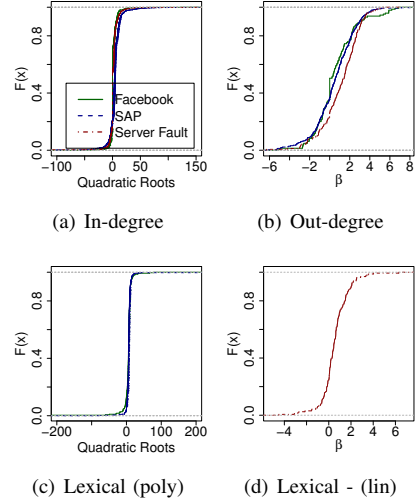 F(x)
0.0 0.4 0.8
-100 0 50 150
Quadratic Roots
Facebook
SAP
Server Fault
(a) In-degree
F(x)
0.0 0.4 0.8
-6 -2 2 4 6 8
β
(b) Out-degree
F(x)
0.0 0.4 0.8
-200 0 100 200
Quadratic Roots
(c) Lexical (poly)
F(x)
0.0 0.4 0.8
-4 0 2 4 6
β
(d) Lexical - (lin)